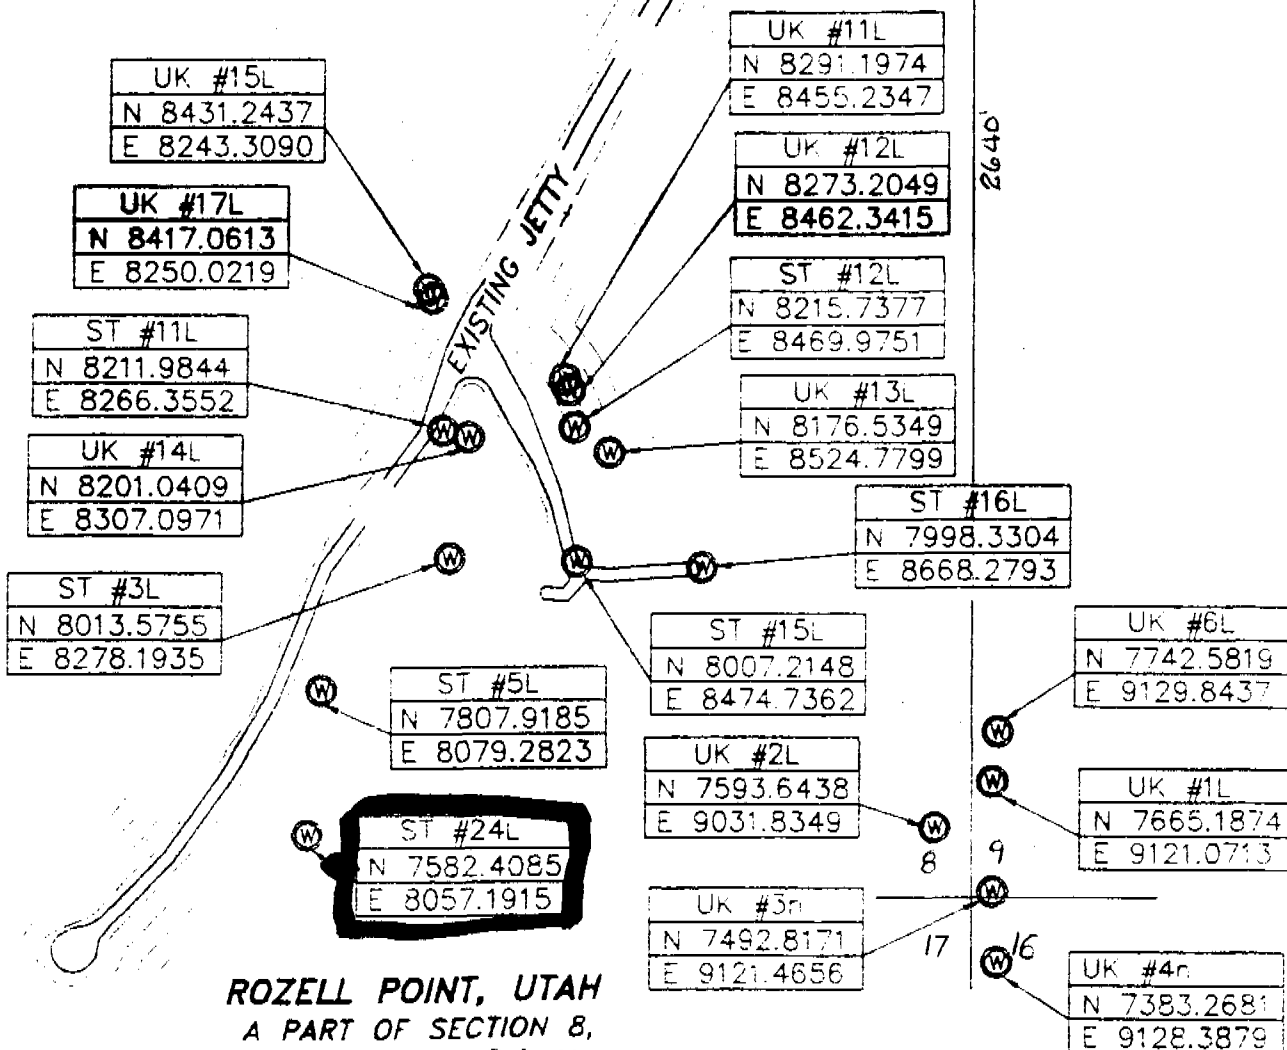 UK #11L
N 8291.1974
E 8455.2347
UK #15L
N 8431.2437
E 8243.3090
2640'
UK #12L
N 8273.2049
E 8462.3415
UK #17L
N 8417.0613
E 8250.0219
EXISTING JETTY
ST #12L
N 8215.7377
E 8469.9751
ST #11L
N 8211.9844
E 8266.3552
UK #13L
N 8176.5349
E 8524.7799
UK #14L
N 8201.0409
E 8307.0971
W
W
W
W
ST #16L
N 7998.3304
E 8668.2793
W
W
W
ST #3L
N 8013.5755
E 8278.1935
ST #15L
N 8007.2148
E 8474.7362
UK #6L
N 7742.5819
E 9129.8437
W
ST #5L
N 7807.9185
E 8079.2823
W
UK #2L
N 7593.6438
E 9031.8349
W
UK #1L
N 7665.1874
E 9121.0713
W
W
ST #24L
N 7582.4085
E 8057.1915
8
9
W
UK #3n
N 7492.8171
E 9121.4656
17
16
W
UK #4n
N 7383.2681
E 9128.3879
ROZELL POINT, UTAH
A PART OF SECTION 8,